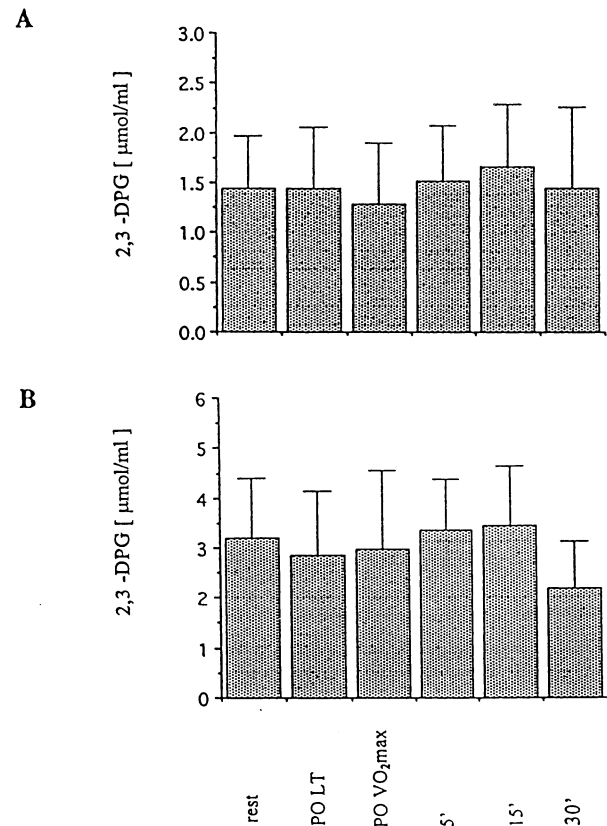 A
2,3 -DPG [ μmol/ml ]
3.0
2.5
2.0
1.5
1.0
0.5
0.0
B
2,3 -DPG [ μmol/ml ]
6
5
4
3
2
1
0
rest
PO LT
PO VO₂max
5'
15'
30'